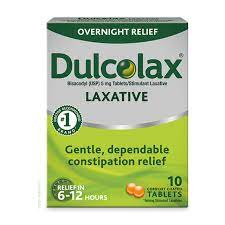 OVERNIGHT RELIEF
Dulcolax®
Bisacodyl (USP) 5 mg Tablets/Stimulant Laxative
LAXATIVE
#1
BRAND
Gentle, dependable
constipation relief
RELIEF IN
6-12 HOURS
10 COMFORT COATED
TABLETS